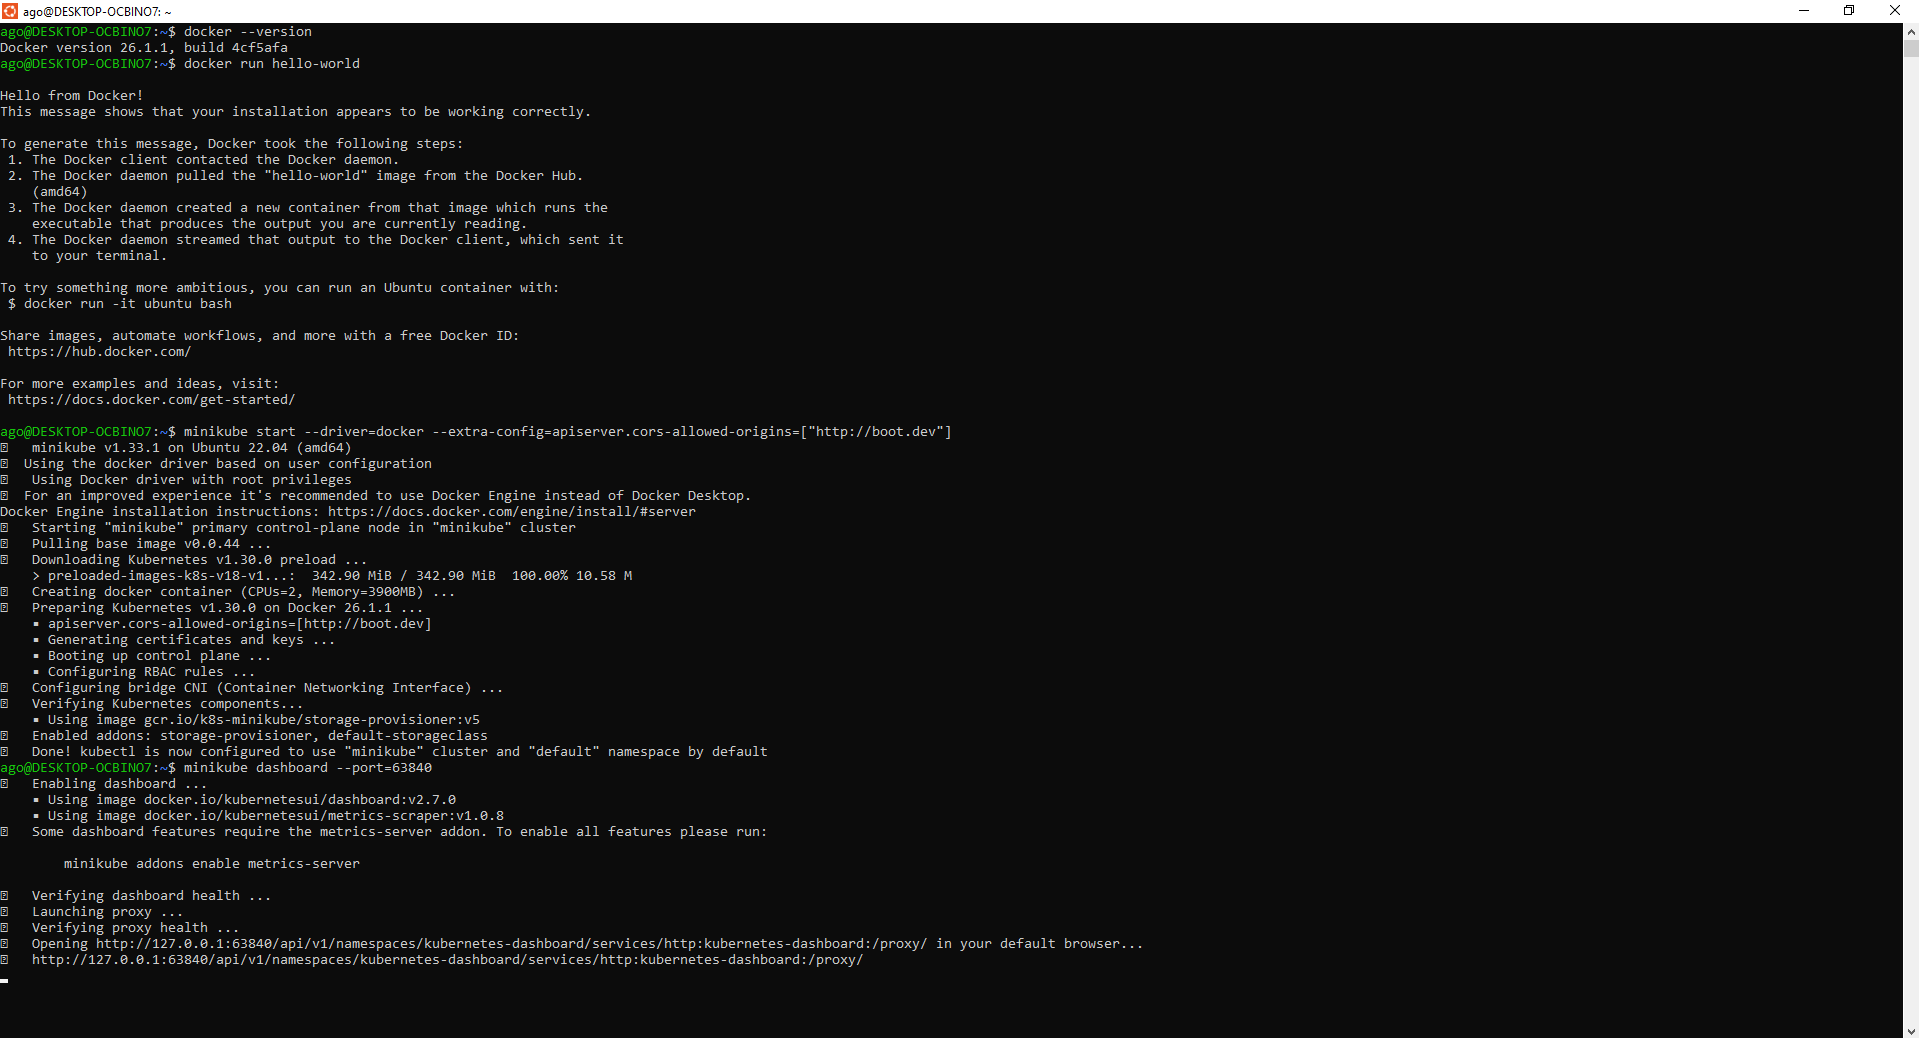 ago@DESKTOP-OCBINO7: ~
ago@DESKTOP-OCBINO7:~$ docker --version
Docker version 26.1.1, build 4cf5afa
ago@DESKTOP-OCBINO7:~$ docker run hello-world
Hello from Docker!
This message shows that your installation appears to be working correctly.
To generate this message, Docker took the following steps:
1. The Docker client contacted the Docker daemon.
2. The Docker daemon pulled the "hello-world" image from the Docker Hub.
(amd64)
3. The Docker daemon created a new container from that image which runs the
executable that produces the output you are currently reading.
4. The Docker daemon streamed that output to the Docker client, which sent it
to your terminal.
To try something more ambitious, you can run an Ubuntu container with:
$ docker run -it ubuntu bash
Share images, automate workflows, and more with a free Docker ID:
https://hub.docker.com/
For more examples and ideas, visit:
https://docs.docker.com/get-started/
ago@DESKTOP-OCBINO7:~$ minikube start --driver=docker --extra-config=apiserver.cors-allowed-origins=["http://boot.dev"]
minikube v1.33.1 on Ubuntu 22.04 (amd64)
Using the docker driver based on user configuration
Using Docker driver with root privileges
For an improved experience it's recommended to use Docker Engine instead of Docker Desktop.
Docker Engine installation instructions: https://docs.docker.com/engine/install/#server
Starting "minikube" primary control-plane node in "minikube" cluster
Pulling base image v0.0.44 ...
Downloading Kubernetes v1.30.0 preload ...
> preloaded-images-k8s-v18-v1...:  342.90 MiB / 342.90 MiB  100.00% 10.58 M
Creating docker container (CPUs=2, Memory=3900MB) ...
Preparing Kubernetes v1.30.0 on Docker 26.1.1 ...
▪ apiserver.cors-allowed-origins=[http://boot.dev]
▪ Generating certificates and keys ...
▪ Booting up control plane ...
▪ Configuring RBAC rules ...
Configuring bridge CNI (Container Networking Interface) ...
Verifying Kubernetes components...
▪ Using image gcr.io/k8s-minikube/storage-provisioner:v5
Enabled addons: storage-provisioner, default-storageclass
Done! kubectl is now configured to use "minikube" cluster and "default" namespace by default
ago@DESKTOP-OCBINO7:~$ minikube dashboard --port=63840
Enabling dashboard ...
▪ Using image docker.io/kubernetesui/dashboard:v2.7.0
▪ Using image docker.io/kubernetesui/metrics-scraper:v1.0.8
Some dashboard features require the metrics-server addon. To enable all features please run:
minikube addons enable metrics-server
Verifying dashboard health ...
Launching proxy ...
Verifying proxy health ...
Opening http://127.0.0.1:63840/api/v1/namespaces/kubernetes-dashboard/services/http:kubernetes-dashboard:/proxy/ in your default browser...
http://127.0.0.1:63840/api/v1/namespaces/kubernetes-dashboard/services/http:kubernetes-dashboard:/proxy/